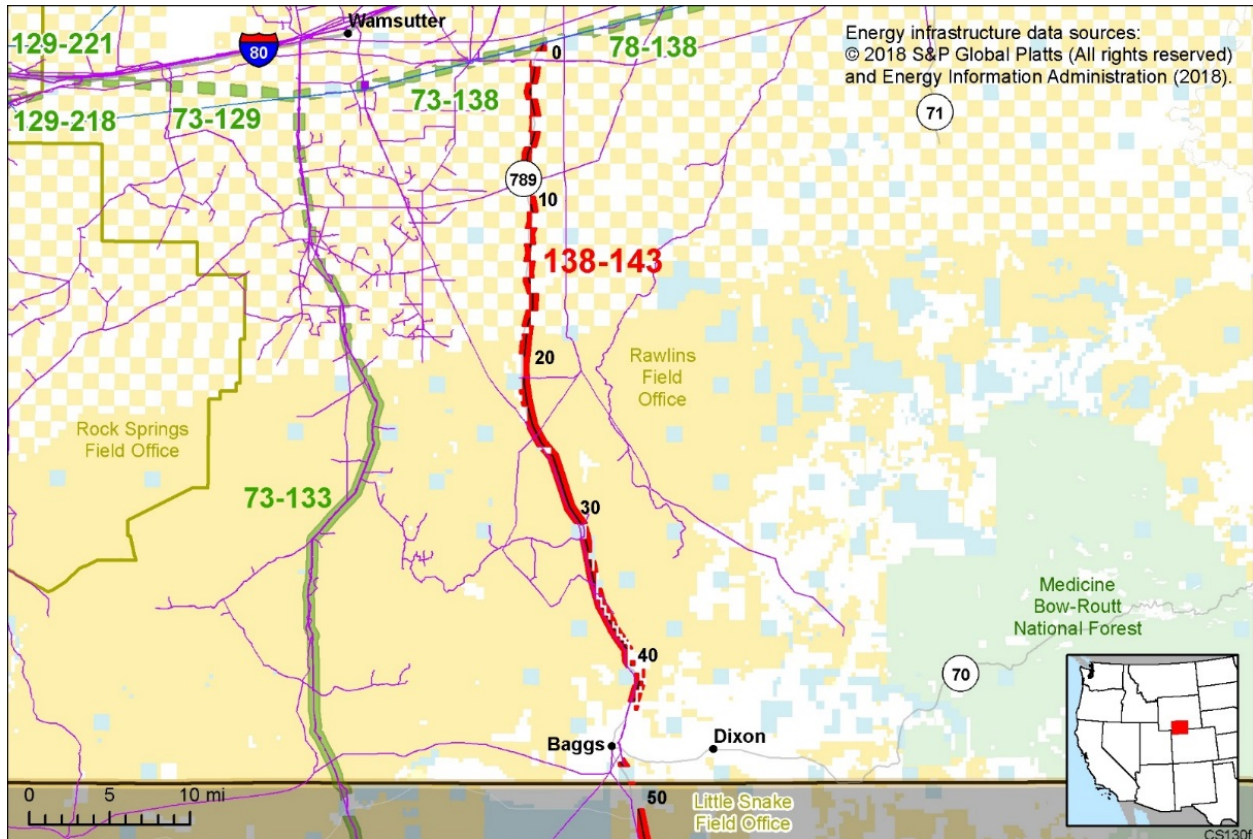 Wamsutter
Energy infrastructure data sources:
© 2018 S&P Global Platts (All rights reserved)
and Energy Information Administration (2018).
129-221
80
78-138
0
73-138
129-218
73-129
71
789
10
138-143
20
Rawlins
Field
Office
Rock Springs
Field Office
73-133
30
Medicine
Bow-Routt
National Forest
40
70
Baggs
Dixon
0 5 10 mi
50
Little Snake
Field Office
CS130f